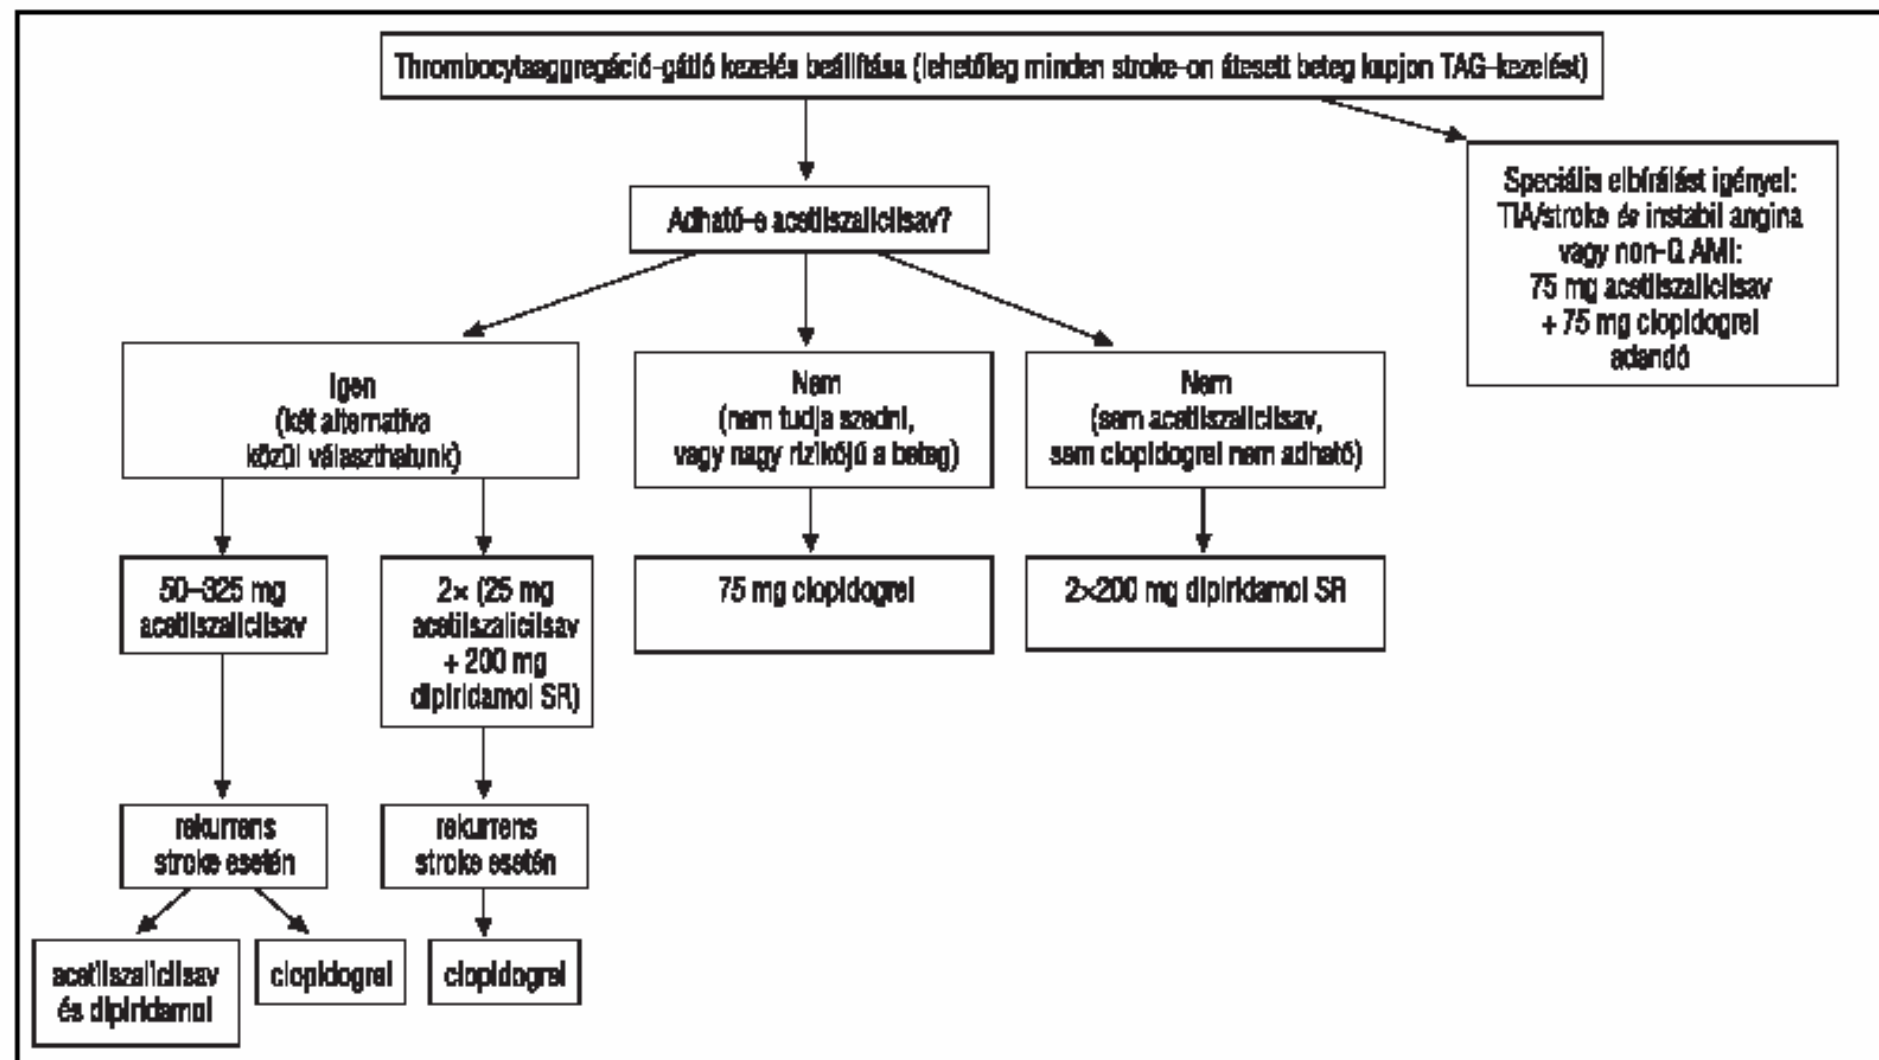 Thrombocytaaggregáció-gátló kezelés beállítása (lehetőleg minden stroke-on átesett beteg kapjon TAG-kezelést)
Adható-e acetilszalicilsav?
Speciális elbírálást igényel:
TIA/stroke és instabil angina
vagy non-Q AMI:
75 mg acetilszalicilsav
+ 75 mg clopidogrel
adandó
Igen
(két alternatíva
közül választhatunk)
Nem
(nem tudja szedni,
vagy nagy rizikójú a beteg)
Nem
(sem acetilszalicilsav,
sem clopidogrel nem adható)
50–325 mg
acetilszalicilsav
2× (25 mg
acetilszalicilsav
+ 200 mg
dipiridamol SR)
75 mg clopidogrel
2×200 mg dipiridamol SR
rekurrens
stroke esetén
rekurrens
stroke esetén
acetilszalicilsav
és dipiridamol
clopidogrel
clopidogrel